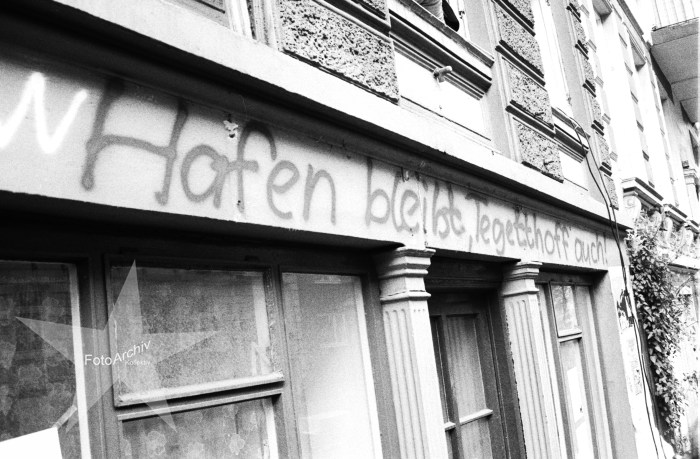 Hafen bleibt, Tegetthoff auch!
FotoArchiv